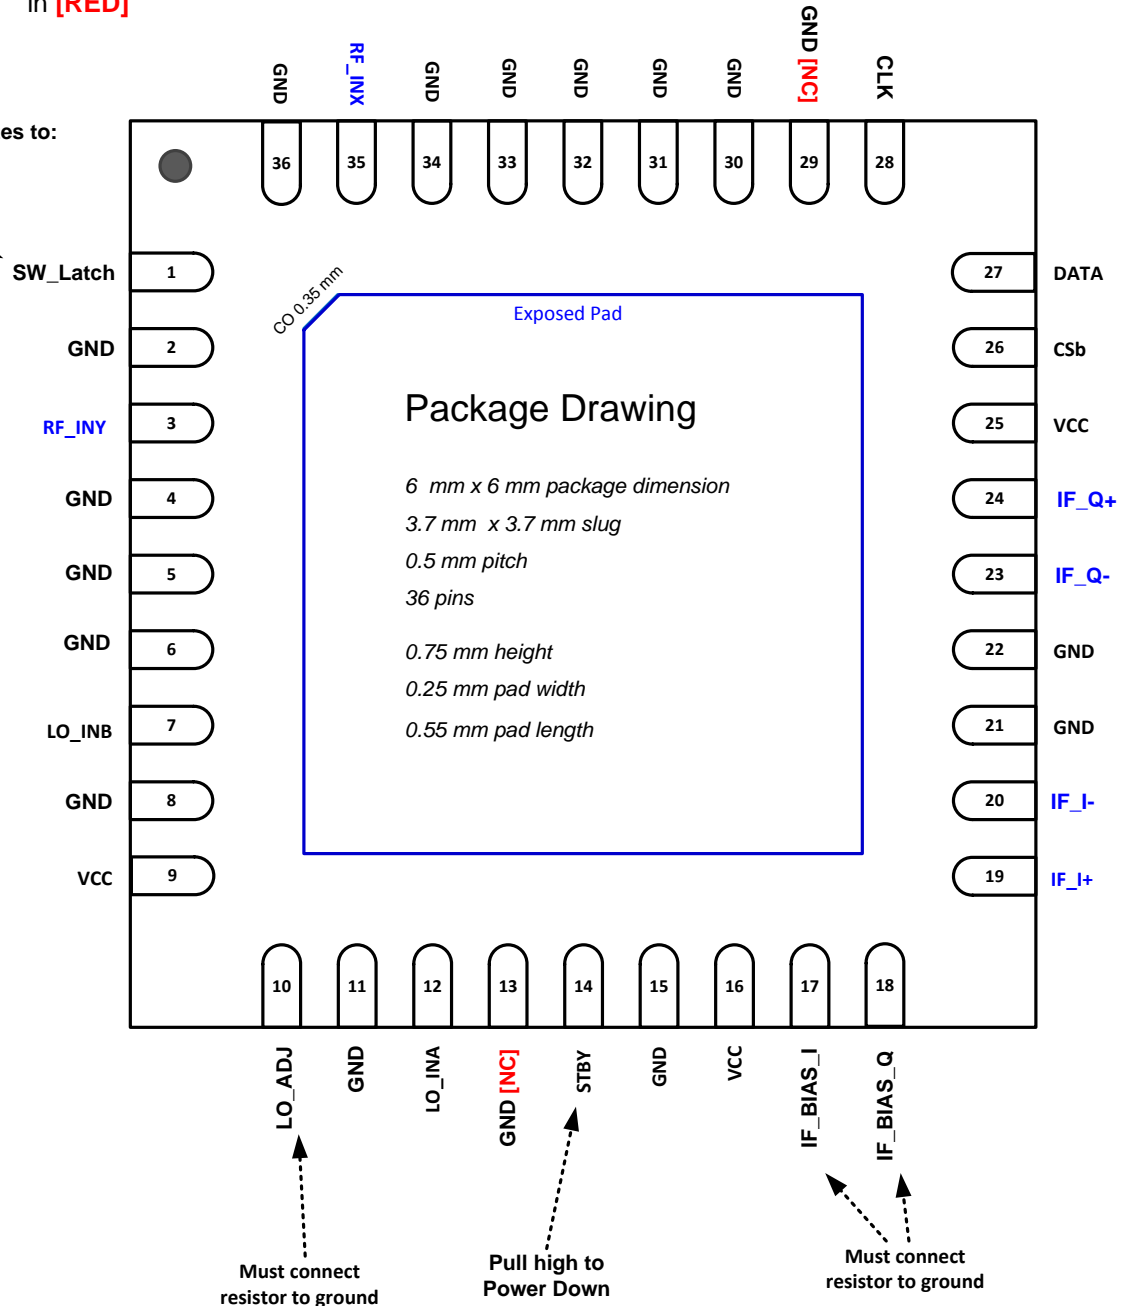 in [RED]
es to:
GND
RF_INX
GND
GND
GND
GND
GND
GND [NC]
CLK
36
35
34
33
32
31
30
29
28
SW_Latch 1
GND 2
RF_INY 3
GND 4
GND 5
GND 6
LO_INB 7
GND 8
VCC 9
CO 0.35 mm
Exposed Pad
Package Drawing
6 mm x 6 mm package dimension
3.7 mm x 3.7 mm slug
0.5 mm pitch
36 pins
0.75 mm height
0.25 mm pad width
0.55 mm pad length
27 DATA
26 CSb
25 VCC
24 IF_Q+
23 IF_Q-
22 GND
21 GND
20 IF_I-
19 IF_I+
10
11
12
13
14
15
16
17
18
LO_ADJ
GND
LO_INA
GND [NC]
STBY
GND
VCC
IF_BIAS_I
IF_BIAS_Q
Must connect
resistor to ground
Pull high to
Power Down
Must connect
resistor to ground